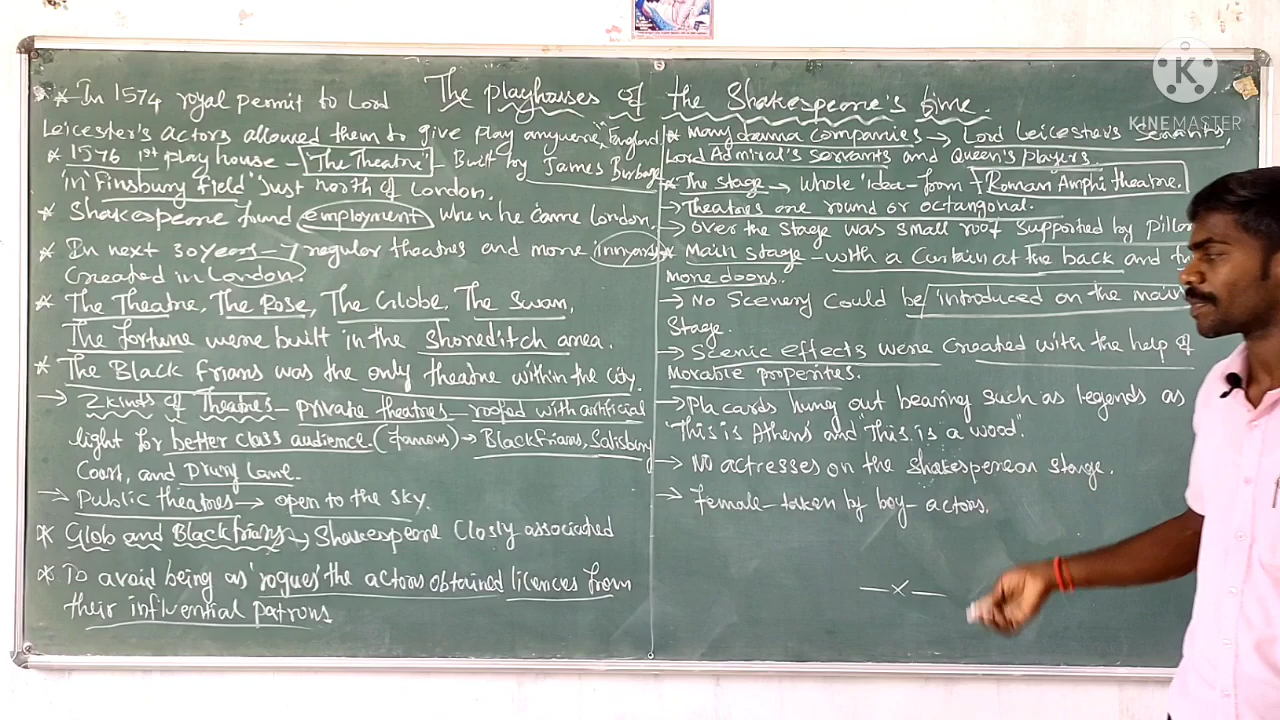 The playhouses of the Shakespeare's time.
* In 1574 royal permit to Lord
Leicester's actors allowed them to give play anywere, "England
* 1576 1st play house - "The Theatre" - Built by James Burbage
in "Finsbury field" just north of London.
* Shakespeare found employment when he came London.
* In next 30 years - 7 regular theatres and more innyards
Created in London
* The Theatre, The Rose, The Globe, The Swan,
The fortune were built in the shoreditch area.
* The Black frians was the only theatre within the city.
→ 2 kinds of Theatres - private theatres - roofed with artificial
light for better class audience. (famous) → Blackfrians, Salisbury
Court, and Drury Lane.
→ Public theatres → open to the sky.
* Glob and Blackfrians → Shakespeare Closly associated
* To avoid being as 'rogues' the actors obtained licences from
their influential patrons
* Many drama companies → Lord Leicesters servants,
Lord Admiral's servants and Queen's players.
* The stage → Whole idea - from Roman Amphi theatre.
→ Theatres are round or octangonal.
→ Over the stage was small roof supported by pillar
* Main stage - with a curtain at the back and
more doors.
→ No Scenery could be introduced on the main
Stage.
→ Scenic effects were created with the help of
Movable properites.
→ Placards hung out bearing such as legends as
"This is Athens" and "This is a wood".
→ No actresses on the shakesperean stage.
→ female - taken by boy - actors.
— x —
K
KINEMASTER